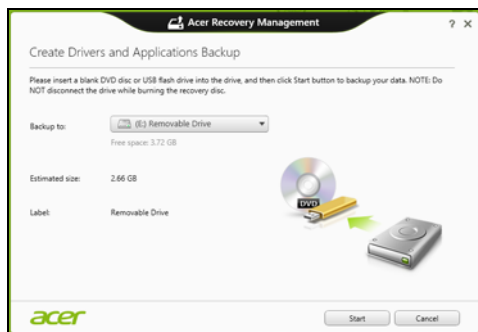 Acer Recovery Management
? ×
Create Drivers and Applications Backup
Please insert a blank DVD disc or USB flash drive into the drive, and then click Start button to backup your data. NOTE: Do
NOT disconnect the drive while burning the recovery disc.
Backup to: (E:) Removable Drive
Free space: 3.72 GB
Estimated size: 2.66 GB
Label: Removable Drive
DVD
acer Start Cancel